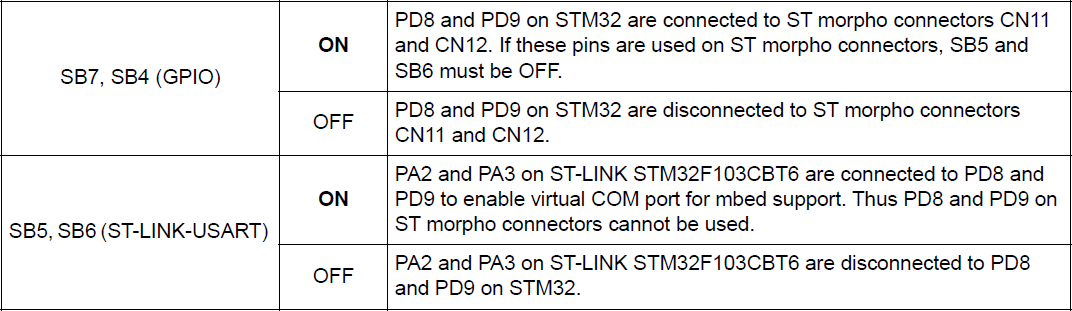 SB7, SB4 (GPIO)
ON
PD8 and PD9 on STM32 are connected to ST morpho connectors CN11
and CN12. If these pins are used on ST morpho connectors, SB5 and
SB6 must be OFF.
OFF
PD8 and PD9 on STM32 are disconnected to ST morpho connectors
CN11 and CN12.
SB5, SB6 (ST-LINK-USART)
ON
PA2 and PA3 on ST-LINK STM32F103CBT6 are connected to PD8 and
PD9 to enable virtual COM port for mbed support. Thus PD8 and PD9 on
ST morpho connectors cannot be used.
OFF
PA2 and PA3 on ST-LINK STM32F103CBT6 are disconnected to PD8
and PD9 on STM32.